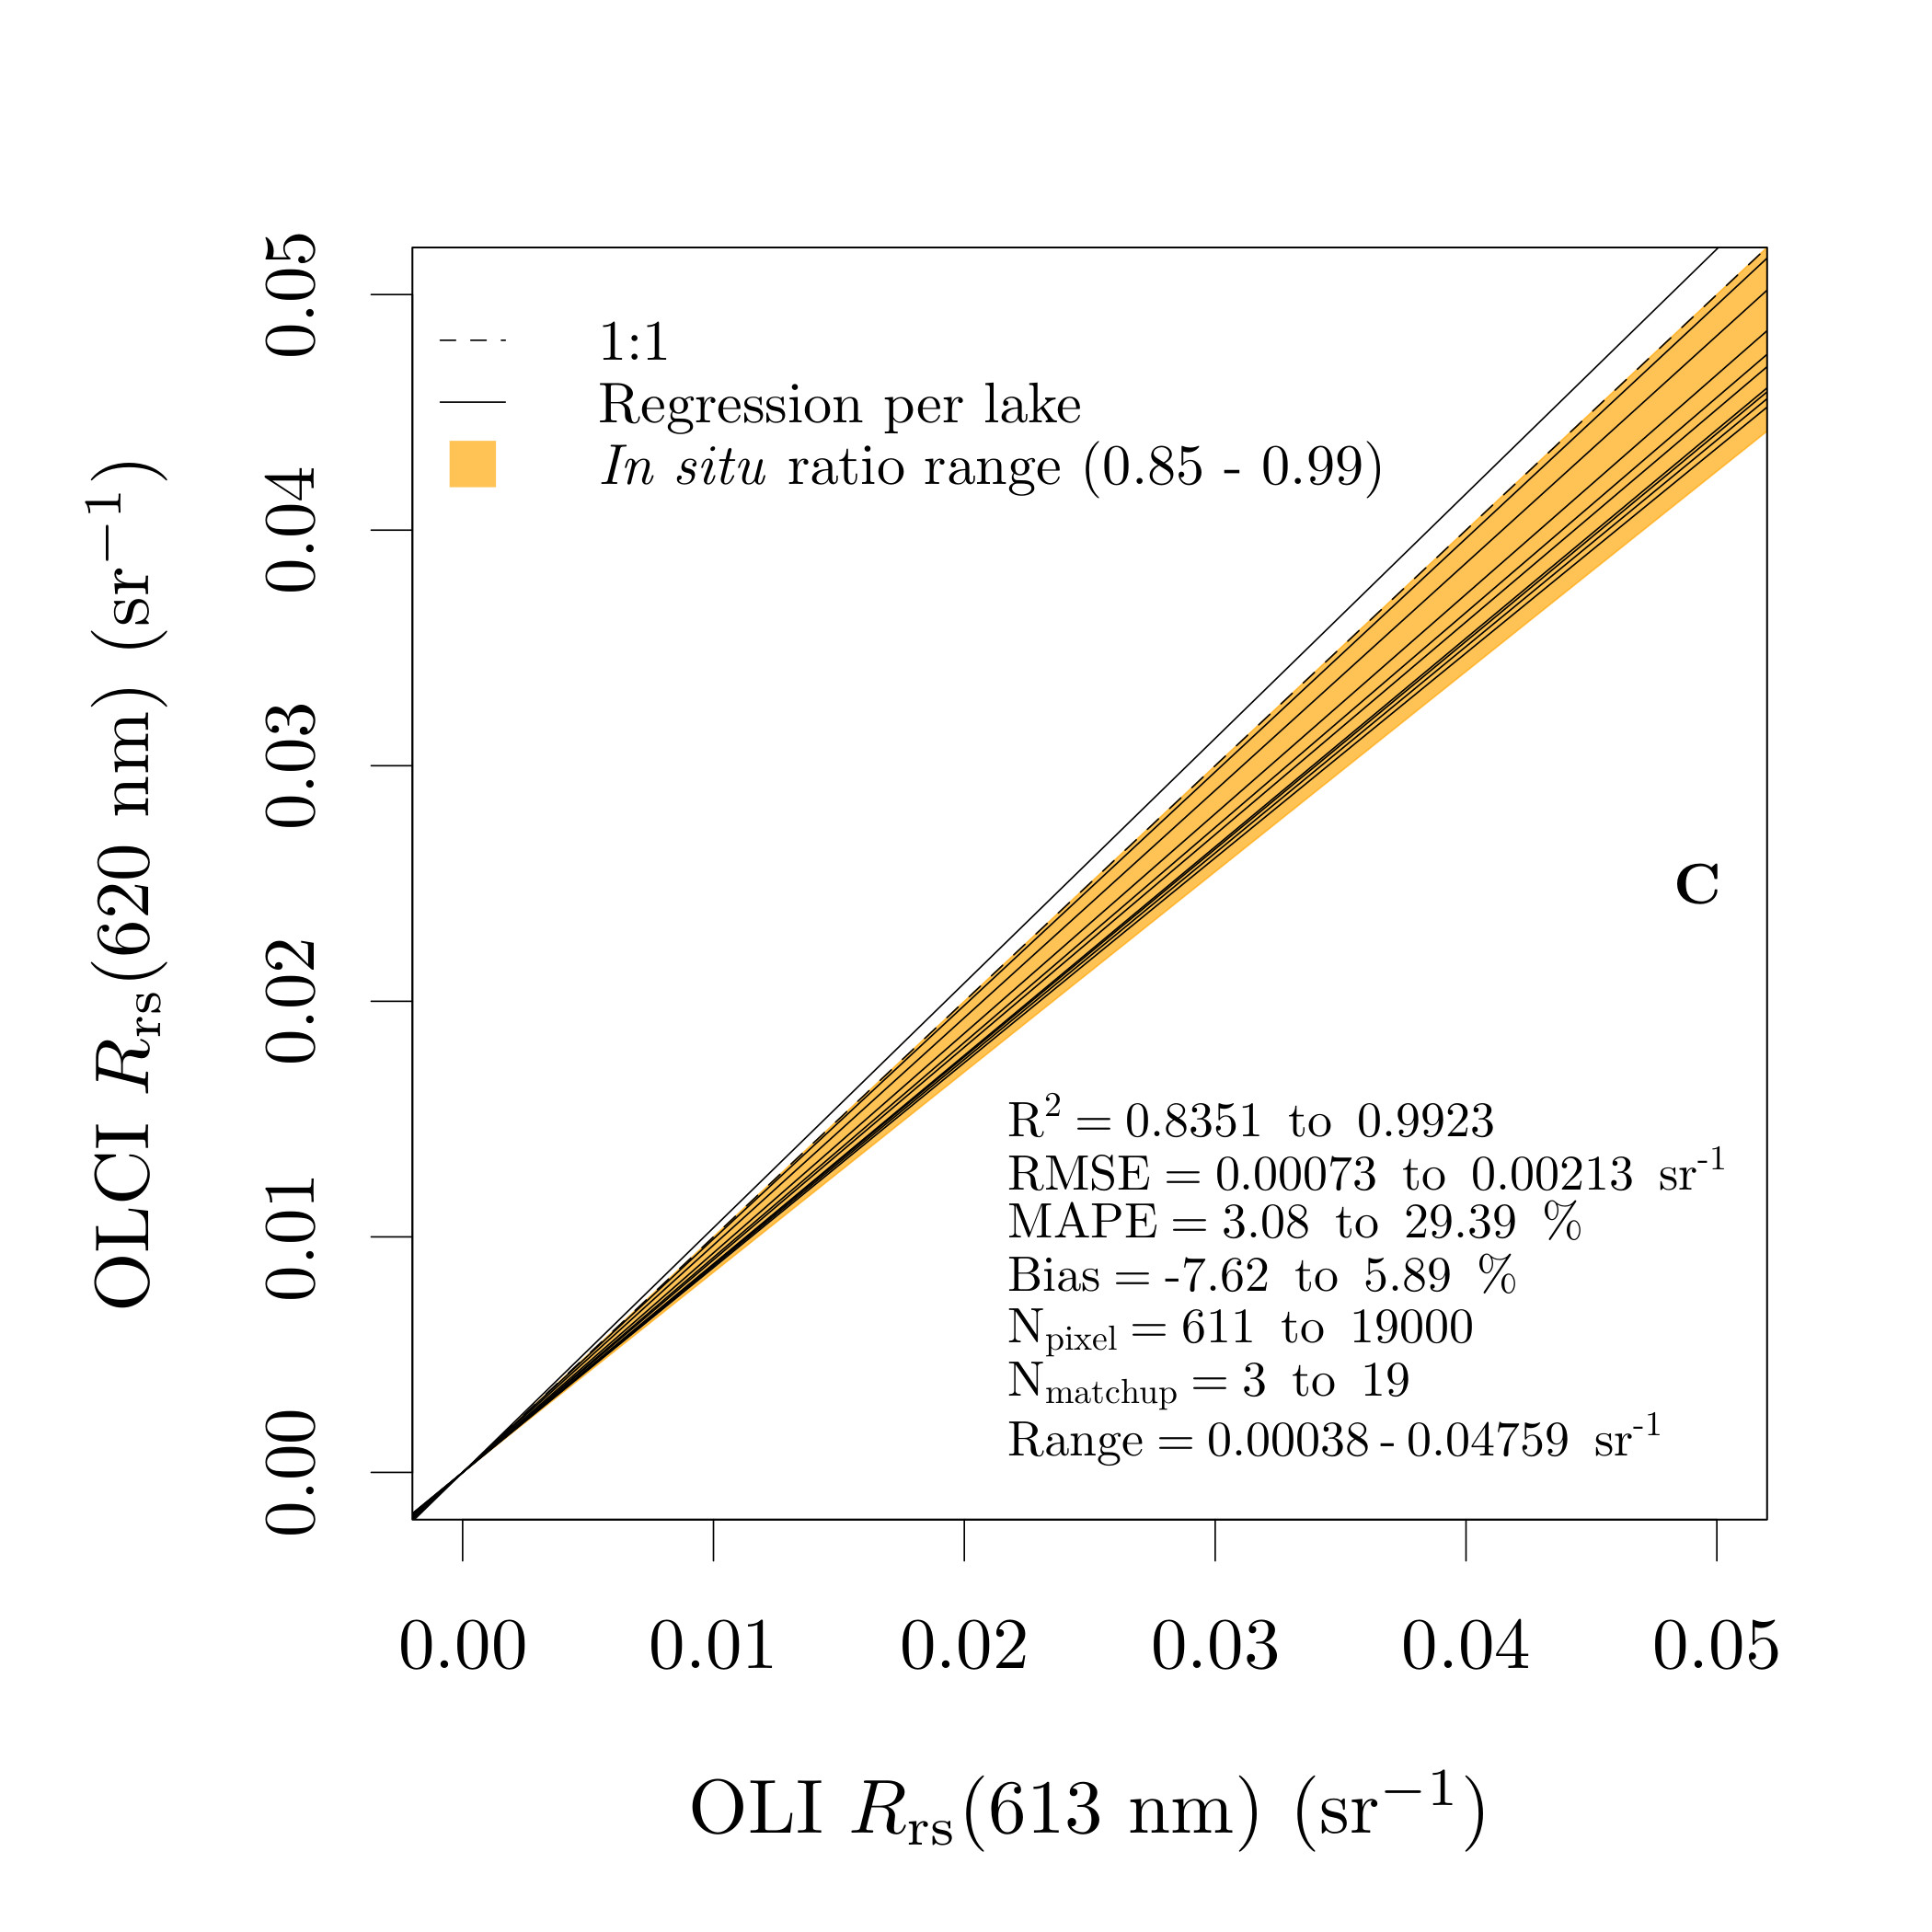 1:1
Regression per lake
In situ ratio range (0.85 - 0.99)
C
R² = 0.8351 to 0.9923
RMSE = 0.00073 to 0.00213 sr⁻¹
MAPE = 3.08 to 29.39 %
Bias = -7.62 to 5.89 %
Npixel = 611 to 19000
Nmatchup = 3 to 19
Range = 0.00038 - 0.04759 sr⁻¹
OLCI Rrs(620 nm) (sr⁻¹)
0.05
0.04
0.03
0.02
0.01
0.00
0.00 0.01 0.02 0.03 0.04 0.05
OLI Rrs(613 nm) (sr⁻¹)